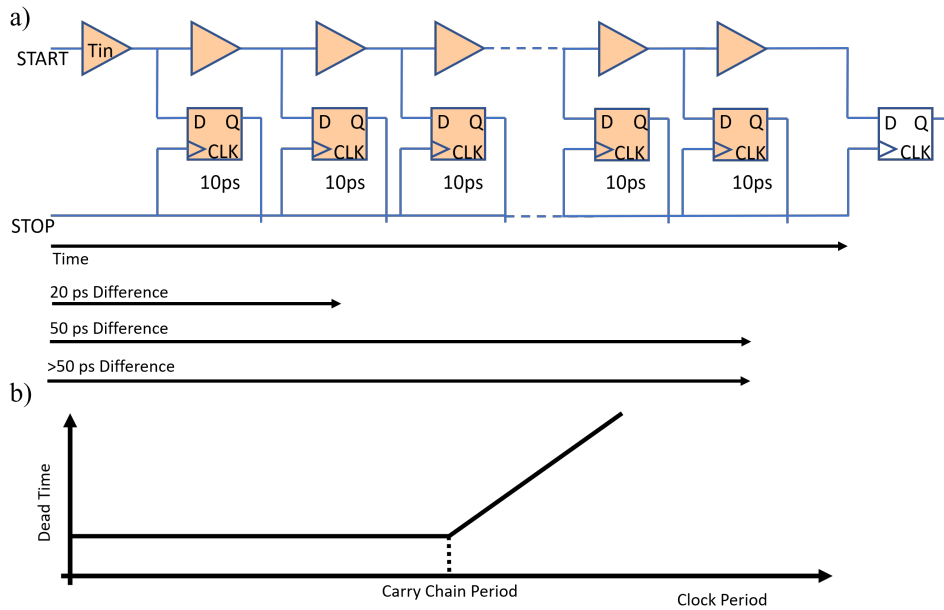 a)
START
Tin
D Q
CLK
10ps
D Q
CLK
10ps
D Q
CLK
10ps
D Q
CLK
10ps
D Q
CLK
10ps
D Q
CLK
STOP
Time
20 ps Difference
50 ps Difference
>50 ps Difference
b)
Dead Time
Carry Chain Period
Clock Period